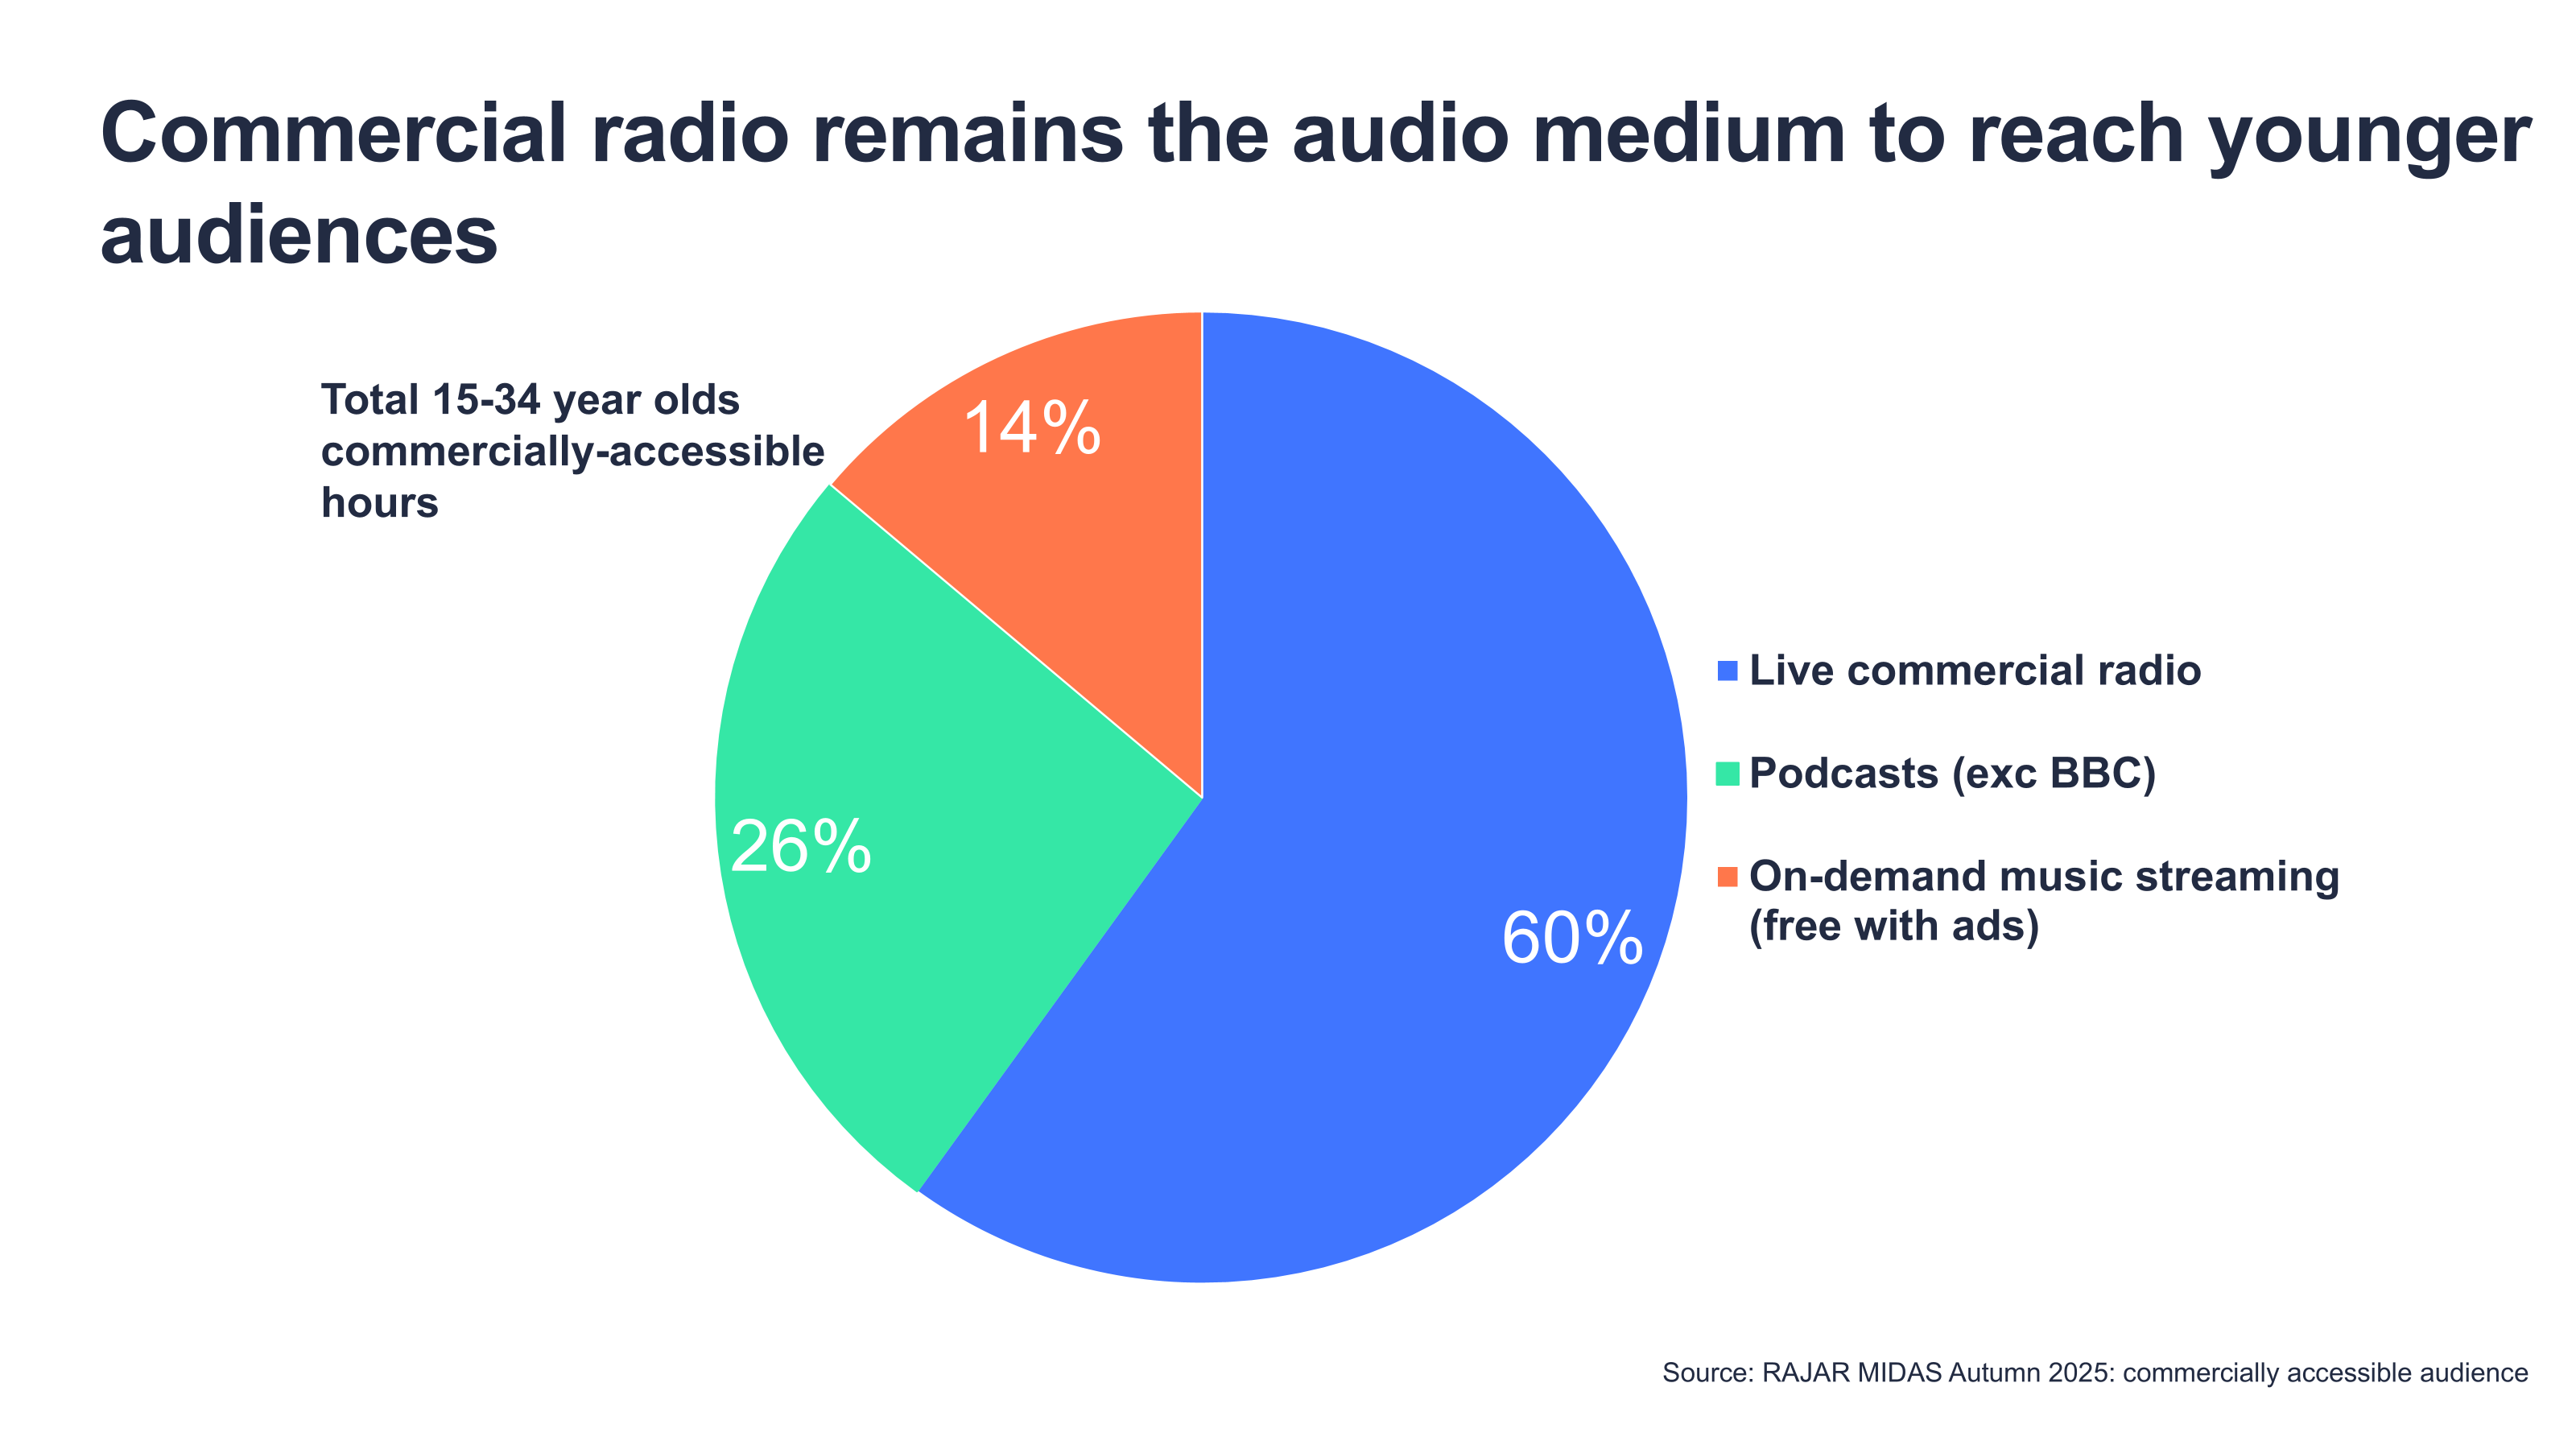 Commercial radio remains the audio medium to reach younger
audiences
Total 15-34 year olds
commercially-accessible
hours
14%
26%
60%
Live commercial radio
Podcasts (exc BBC)
On-demand music streaming
(free with ads)
Source: RAJAR MIDAS Autumn 2025: commercially accessible audience